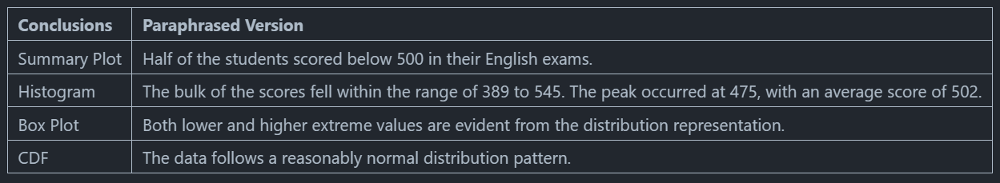 Conclusions Paraphrased Version
Summary Plot Half of the students scored below 500 in their English exams.
Histogram The bulk of the scores fell within the range of 389 to 545. The peak occurred at 475, with an average score of 502.
Box Plot Both lower and higher extreme values are evident from the distribution representation.
CDF The data follows a reasonably normal distribution pattern.